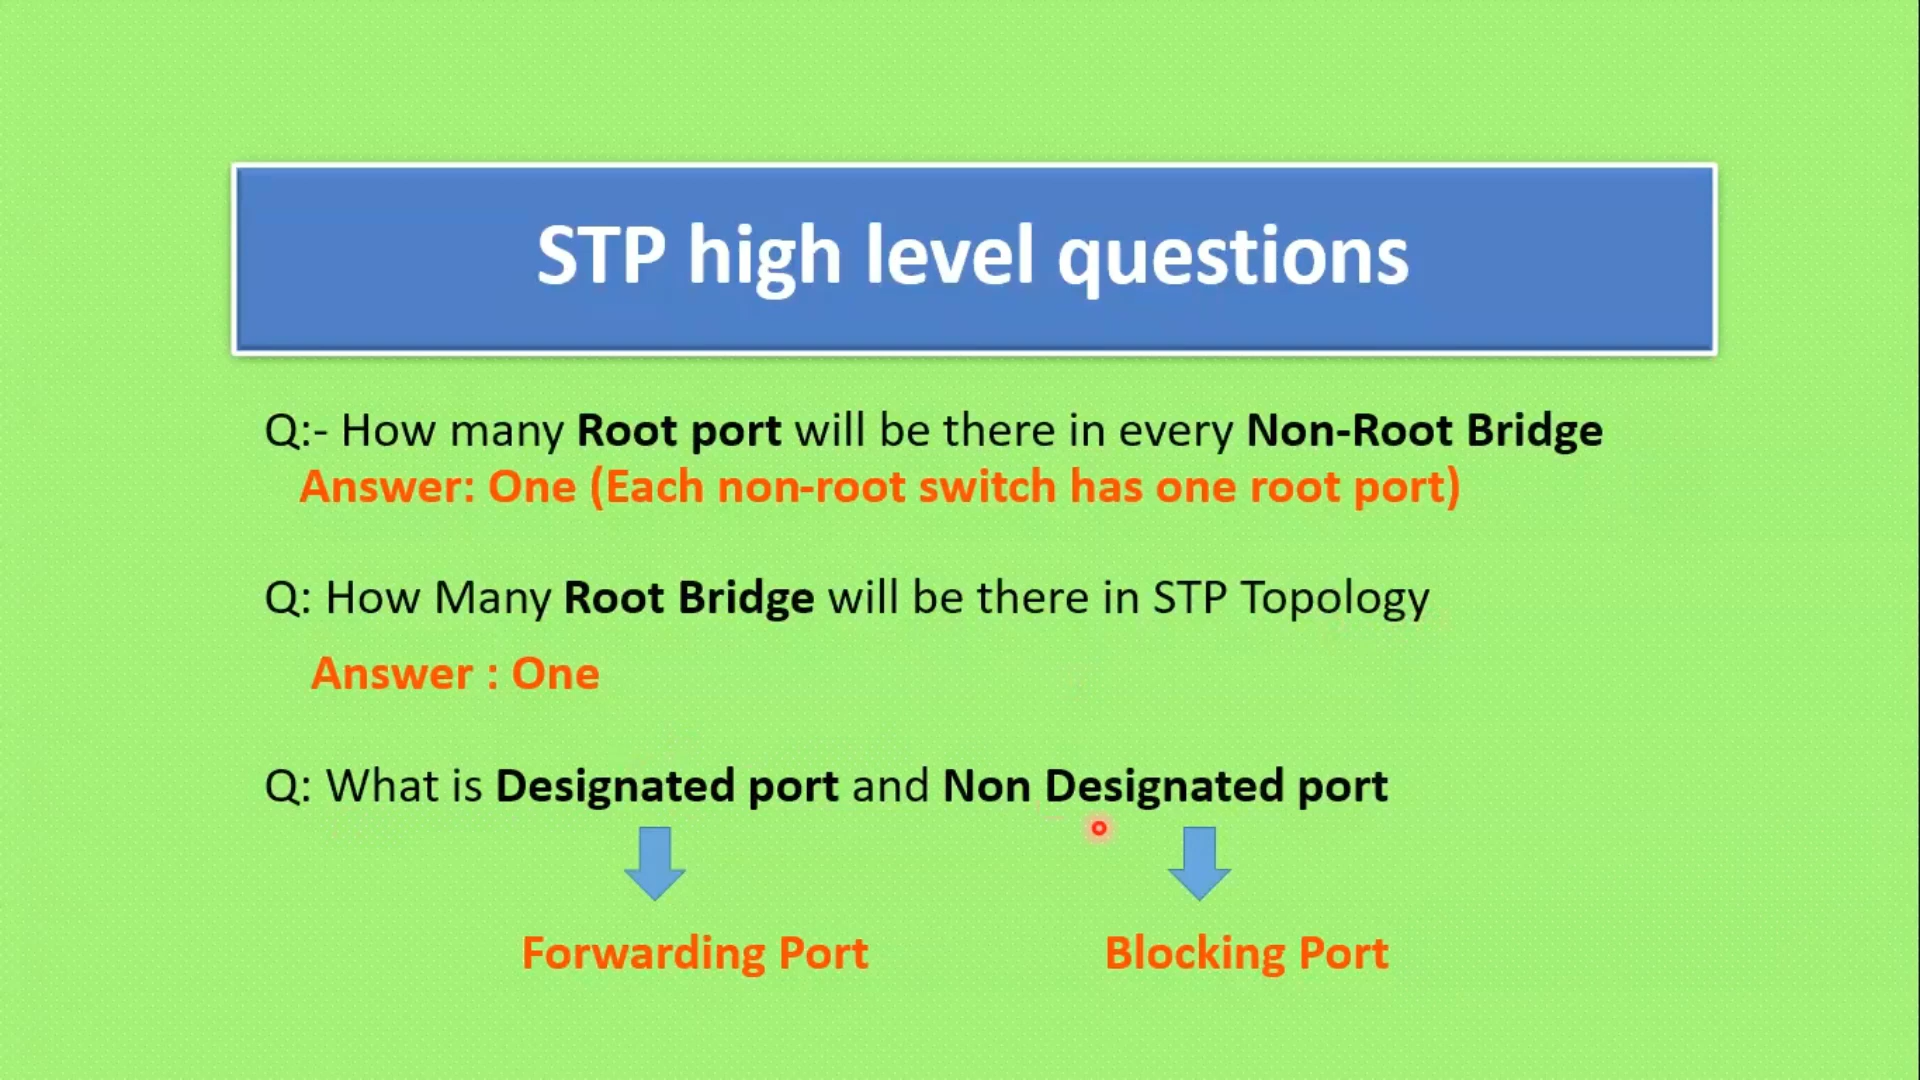 STP high level questions
Q:- How many Root port will be there in every Non-Root Bridge
Answer: One (Each non-root switch has one root port)
Q: How Many Root Bridge will be there in STP Topology
Answer : One
Q: What is Designated port and Non Designated port
Forwarding Port
Blocking Port